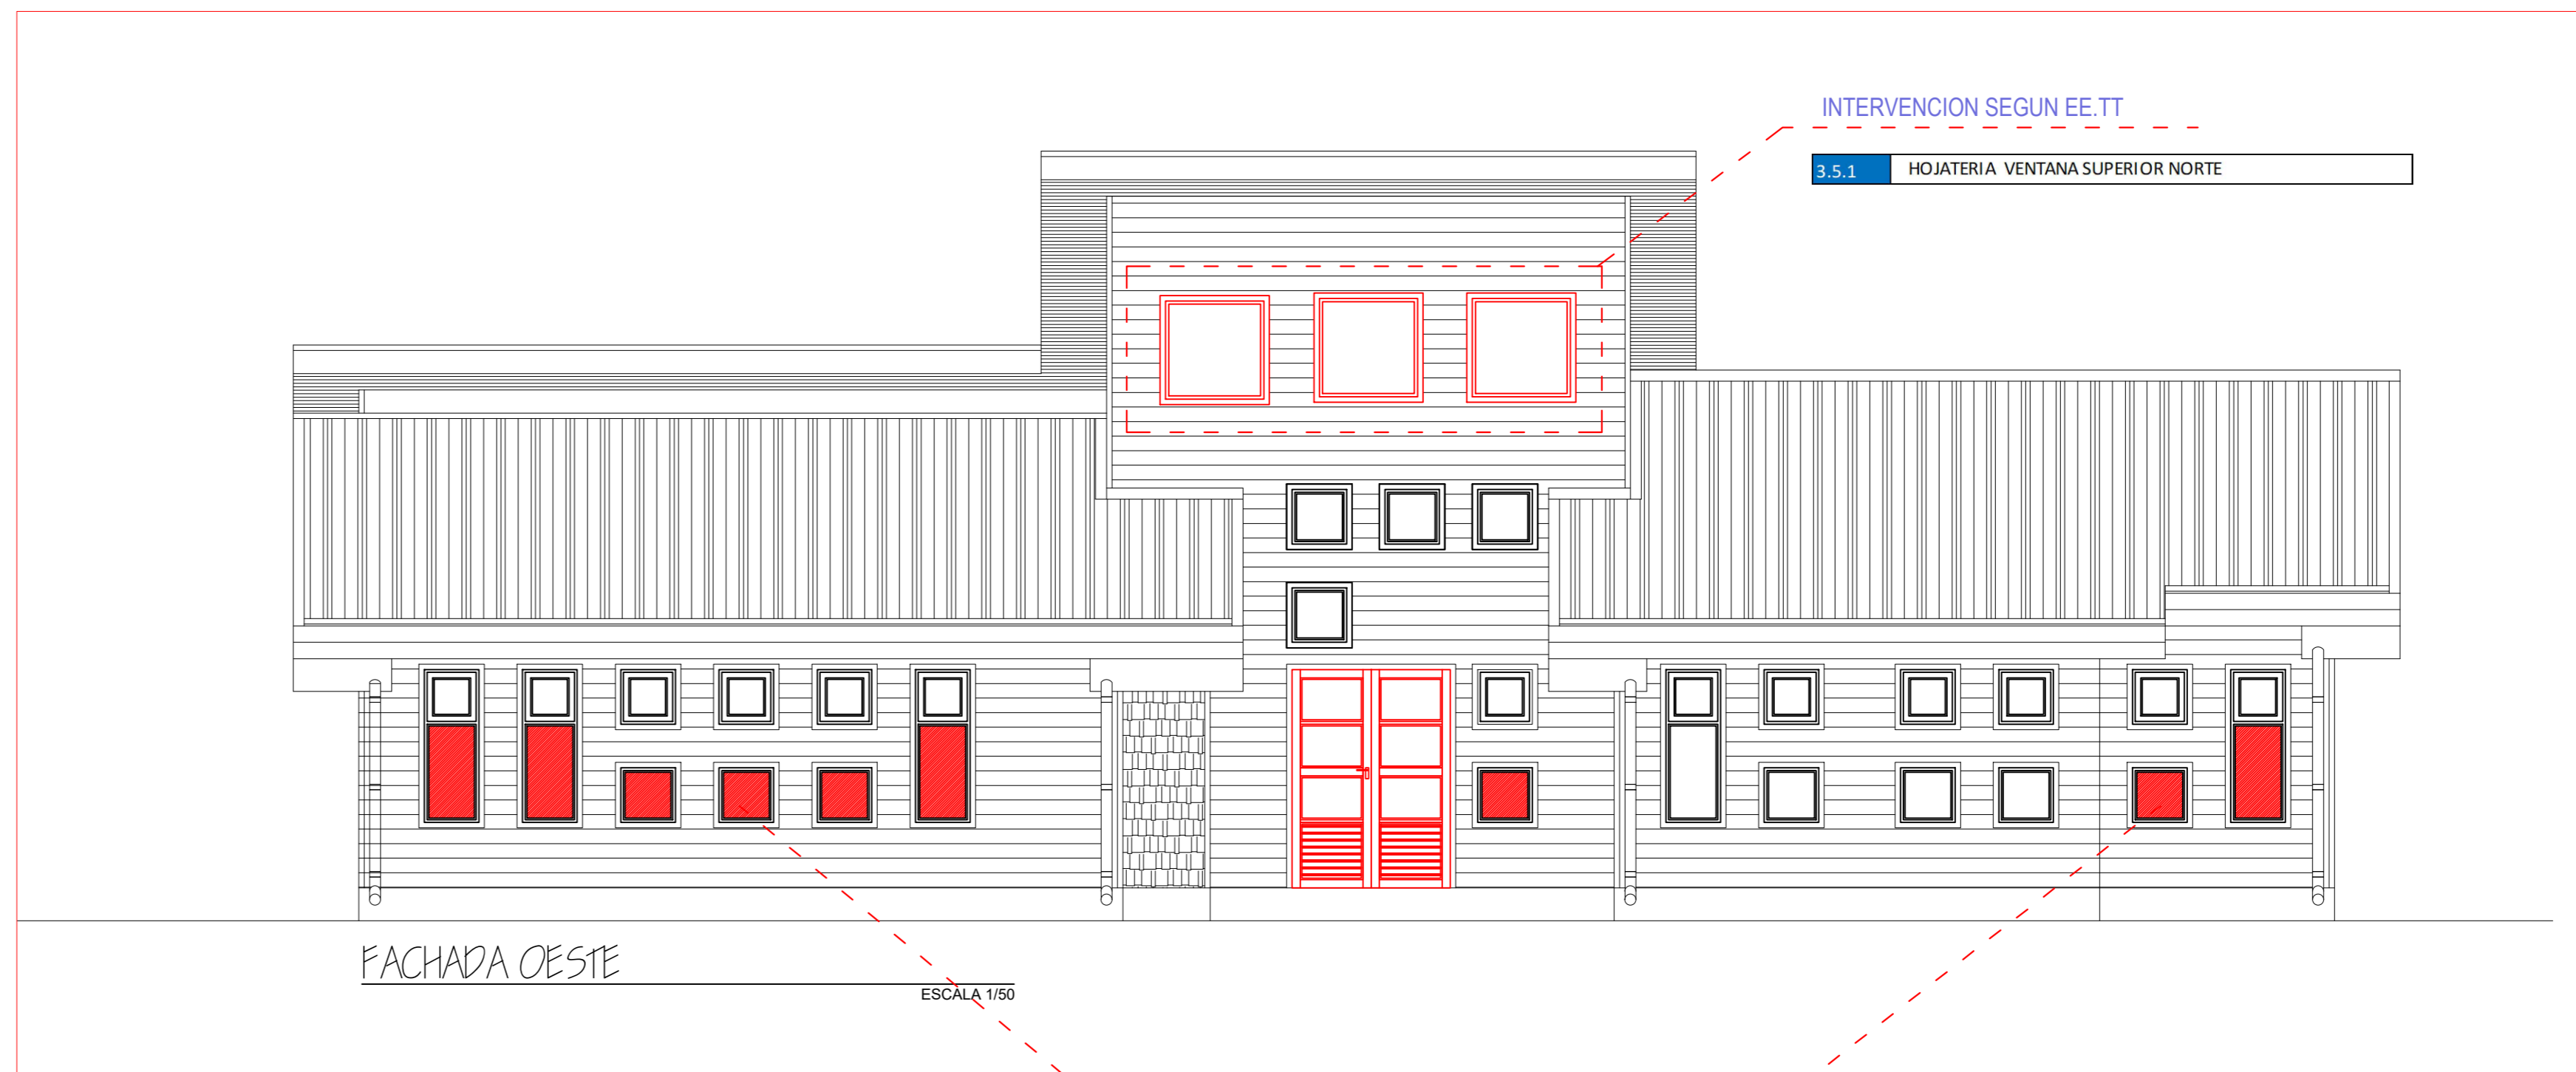 INTERVENCION SEGUN EE.TT
3.5.1 HOJATERIA VENTANA SUPERIOR NORTE
FACHADA OESTE
ESCALA 1/50